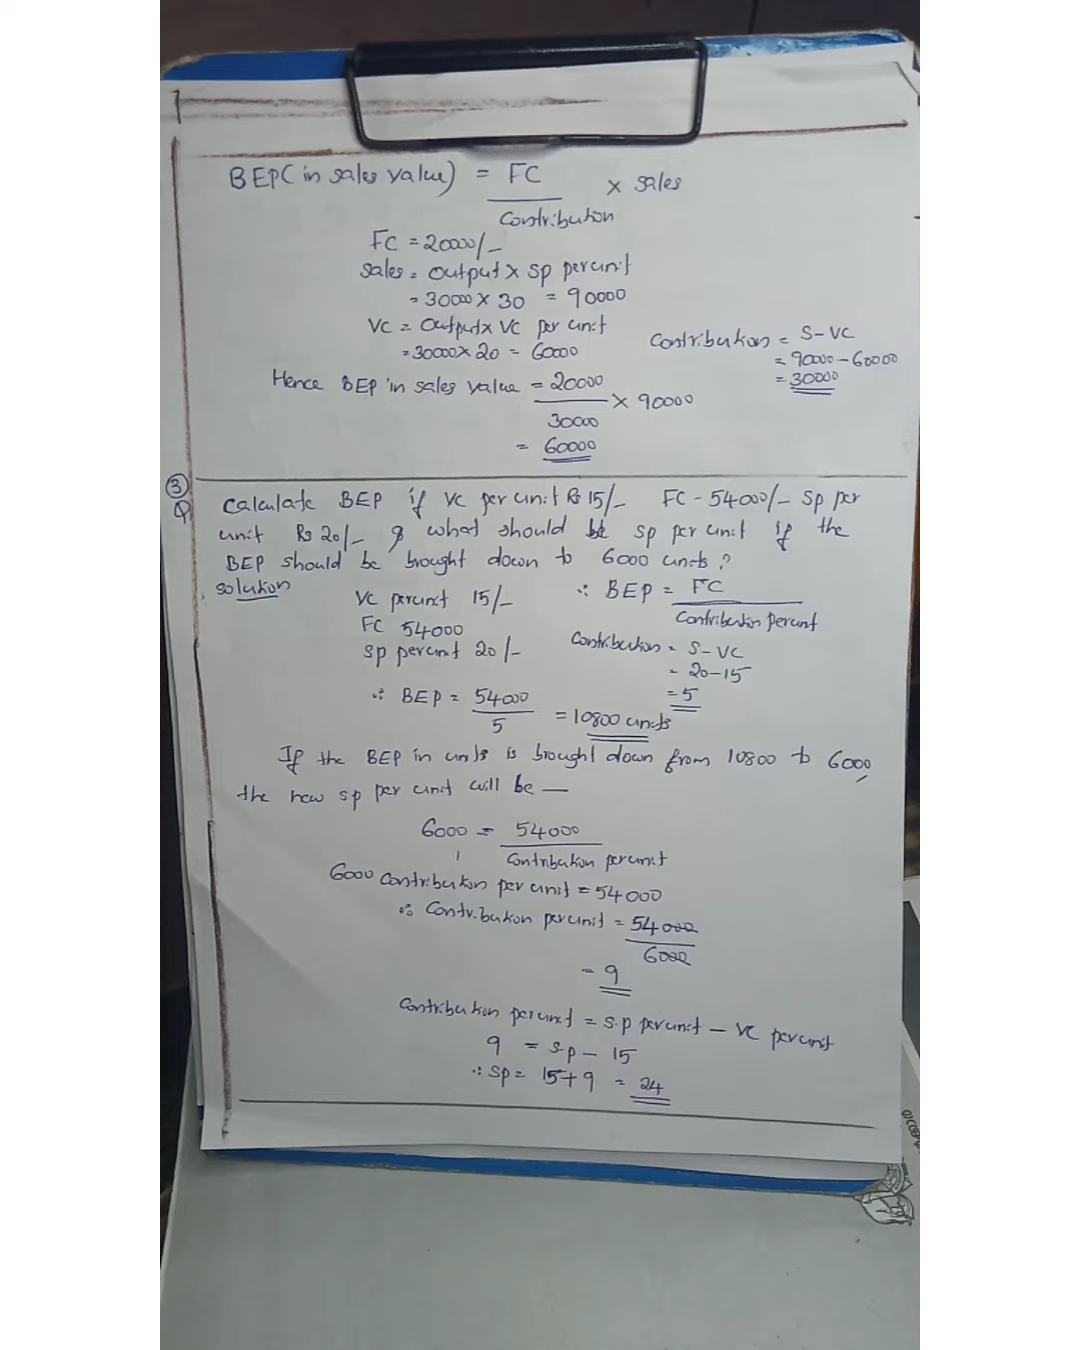 BEP (in sales value) = FC / Contribution × sales
FC = 20000/-
sales = output × sp per unit
= 30000 × 30 = 90000
VC = Output × VC per unit
= 30000 × 20 = 60000
Contribution = S-VC
= 90000 - 60000
= 30000
Hence BEP in sales value = 20000 / 30000 × 90000
= 60000
3
Q
Calculate BEP if VC per unit Rs 15/- FC - 54000/- sp per
unit Rs 20/- & what should be sp per unit if the
BEP should be brought down to 6000 units?
solution
VC per unit 15/-
FC 54000
sp per unit 20/-
∴ BEP = FC / Contribution per unit
Contribution = S-VC
= 20-15
= 5
∴ BEP = 54000 / 5 = 10800 units
If the BEP in units is brought down from 10800 to 6000,
the new sp per unit will be —
6000 = 54000 / Contribution per unit
6000 Contribution per unit = 54000
∴ Contribution per unit = 54000 / 6000
= 9
Contribution per unit = s.p per unit - VC per unit
9 = s.p - 15
∴ sp = 15+9 = 24